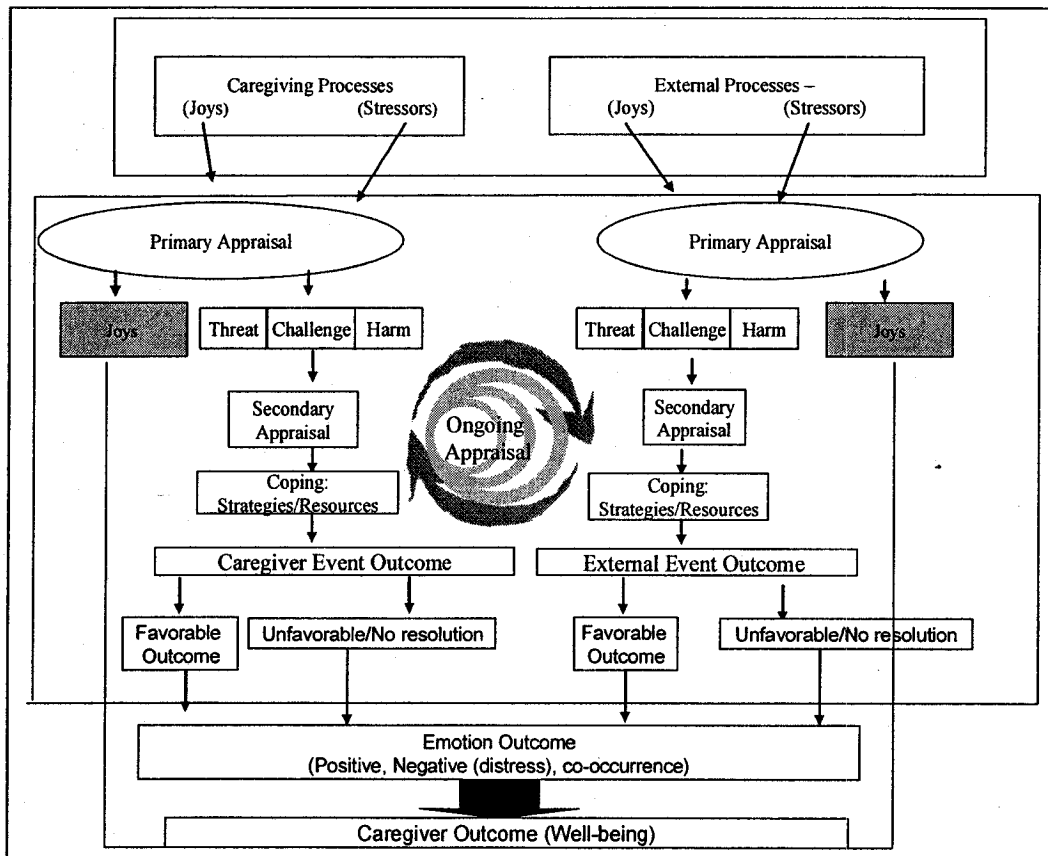 Caregiving Processes
(Joys) (Stressors)
External Processes –
(Joys) (Stressors)
Primary Appraisal
Primary Appraisal
Joys
Threat Challenge Harm
Threat Challenge Harm
Joys
Secondary
Appraisal
Ongoing
Appraisal
Secondary
Appraisal
Coping:
Strategies/Resources
Coping:
Strategies/Resources
Caregiver Event Outcome
External Event Outcome
Favorable
Outcome
Unfavorable/No resolution
Favorable
Outcome
Unfavorable/No resolution
Emotion Outcome
(Positive, Negative (distress), co-occurrence)
Caregiver Outcome (Well-being)